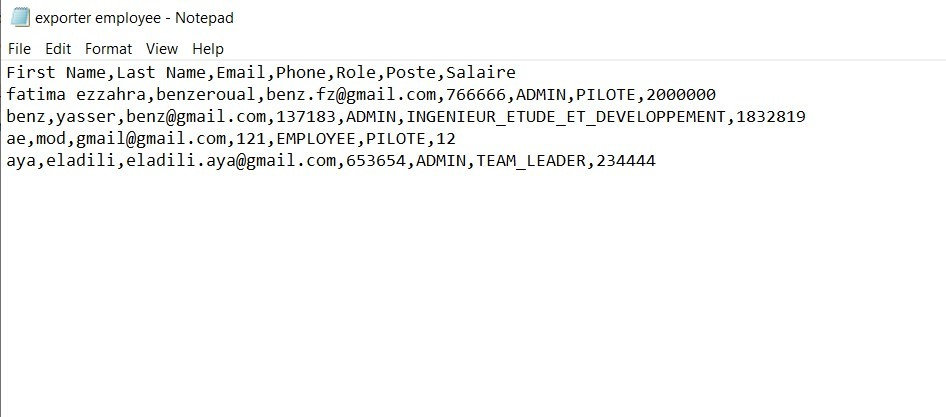 exporter employee - Notepad
File Edit Format View Help
First Name,Last Name,Email,Phone,Role,Poste,Salaire
fatima ezzahra,benzeroual,benz.fz@gmail.com,766666,ADMIN,PILOTE,2000000
benz,yasser,benz@gmail.com,137183,ADMIN,INGENIEUR_ETUDE_ET_DEVELOPPEMENT,1832819
ae,mod,gmail@gmail.com,121,EMPLOYEE,PILOTE,12
aya,eladili,eladili.aya@gmail.com,653654,ADMIN,TEAM_LEADER,234444